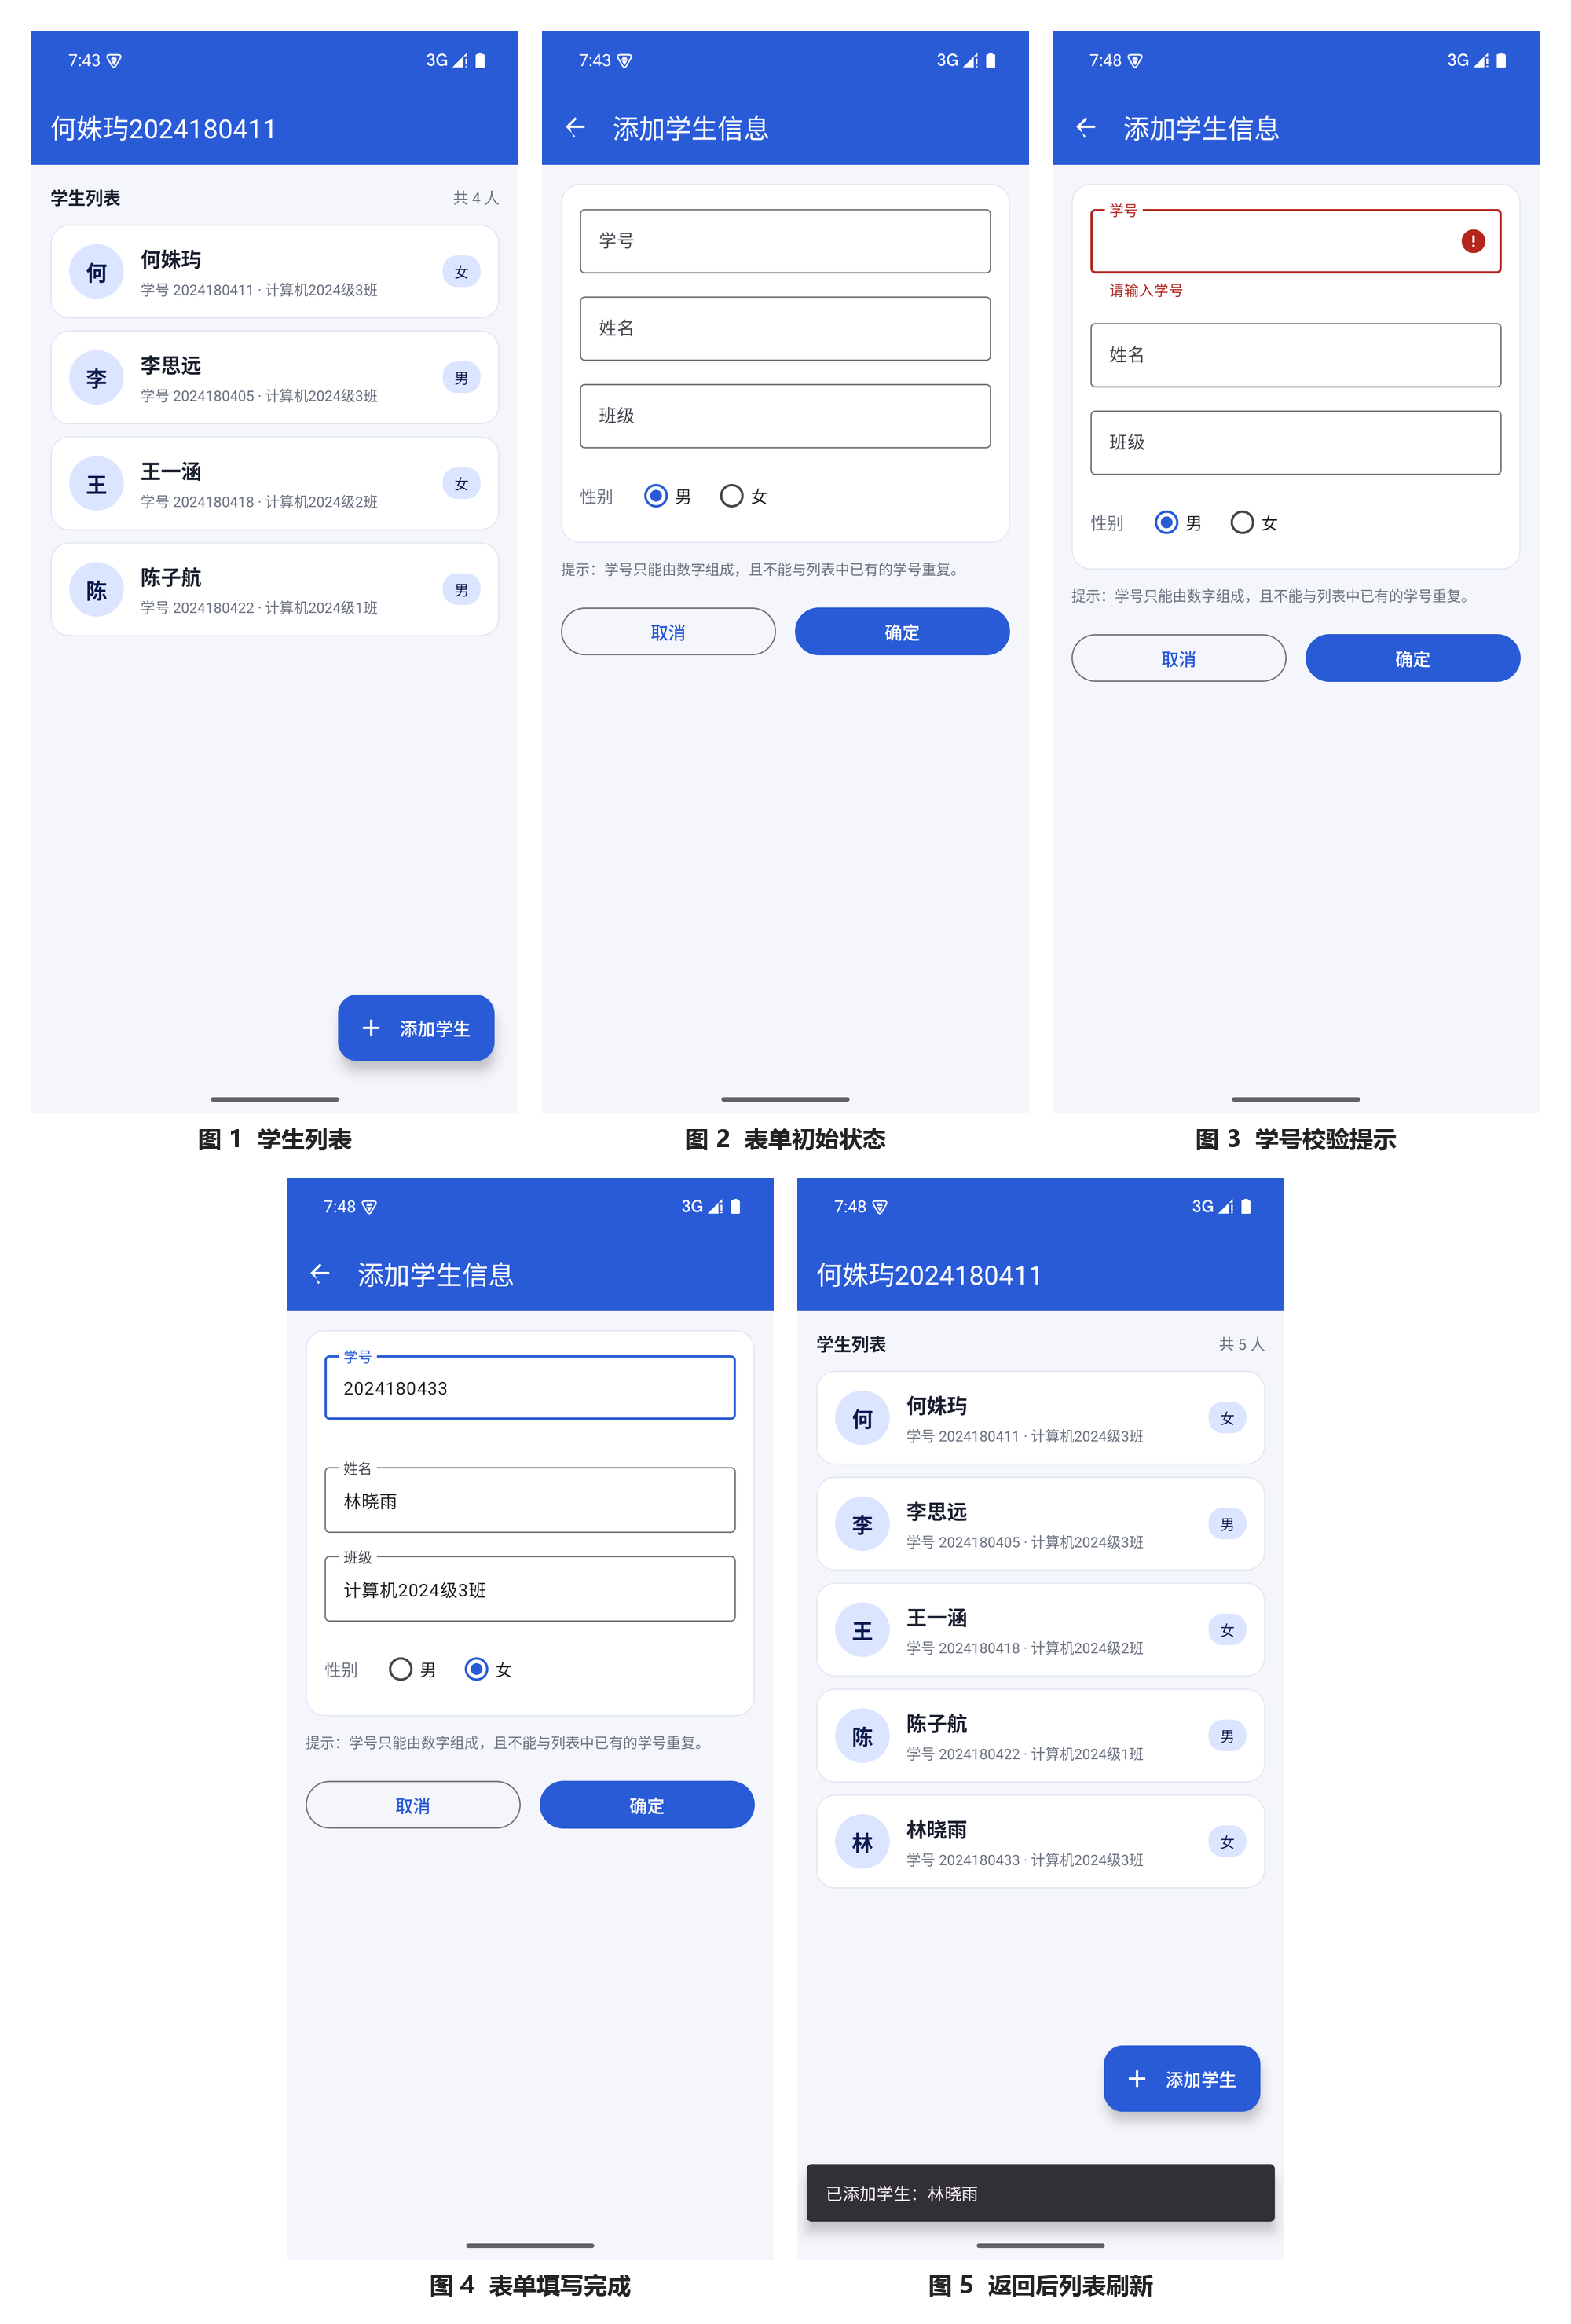 7:43 3G
何姝玙2024180411
学生列表 共 4 人
何 何姝玙 女
学号 2024180411 · 计算机2024级3班
李 李思远 男
学号 2024180405 · 计算机2024级3班
王 王一涵 女
学号 2024180418 · 计算机2024级2班
陈 陈子航 男
学号 2024180422 · 计算机2024级1班
+ 添加学生
图 1 学生列表
7:43 3G
添加学生信息
学号
姓名
班级
性别 男 女
提示：学号只能由数字组成，且不能与列表中已有的学号重复。
取消 确定
图 2 表单初始状态
7:48 3G
添加学生信息
学号
请输入学号
姓名
班级
性别 男 女
提示：学号只能由数字组成，且不能与列表中已有的学号重复。
取消 确定
图 3 学号校验提示
7:48 3G
添加学生信息
学号
2024180433
姓名
林晓雨
班级
计算机2024级3班
性别 男 女
提示：学号只能由数字组成，且不能与列表中已有的学号重复。
取消 确定
图 4 表单填写完成
7:48 3G
何姝玙2024180411
学生列表 共 5 人
何 何姝玙 女
学号 2024180411 · 计算机2024级3班
李 李思远 男
学号 2024180405 · 计算机2024级3班
王 王一涵 女
学号 2024180418 · 计算机2024级2班
陈 陈子航 男
学号 2024180422 · 计算机2024级1班
林 林晓雨 女
学号 2024180433 · 计算机2024级3班
+ 添加学生
已添加学生：林晓雨
图 5 返回后列表刷新